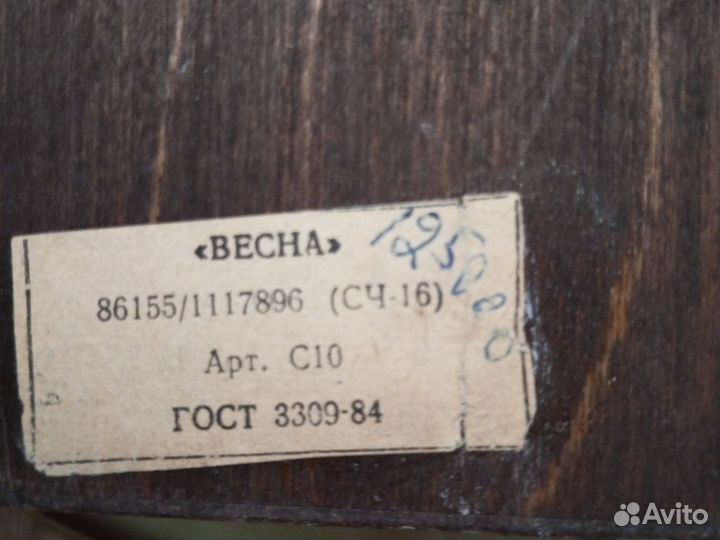 «ВЕСНА»
86155/1117896 (СЧ-16)
Арт. С10
ГОСТ 3309-84
Avito